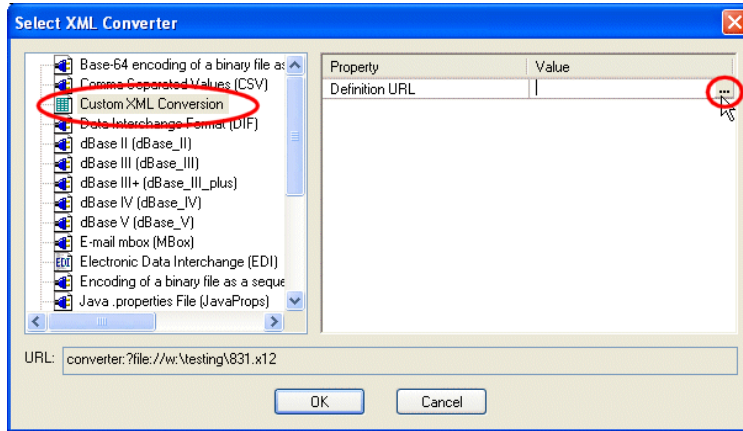 Select XML Converter
Base-64 encoding of a binary file as
Comma Separated Values (CSV)
Custom XML Conversion
Data Interchange Format (DIF)
dBase II (dBase_II)
dBase III (dBase_III)
dBase III+ (dBase_III_plus)
dBase IV (dBase_IV)
dBase V (dBase_V)
E-mail mbox (MBox)
EDI Electronic Data Interchange (EDI)
Encoding of a binary file as a seque
Java .properties File (JavaProps)
Property Value
Definition URL ...
URL: converter:?file://w:\testing\831.x12
OK Cancel